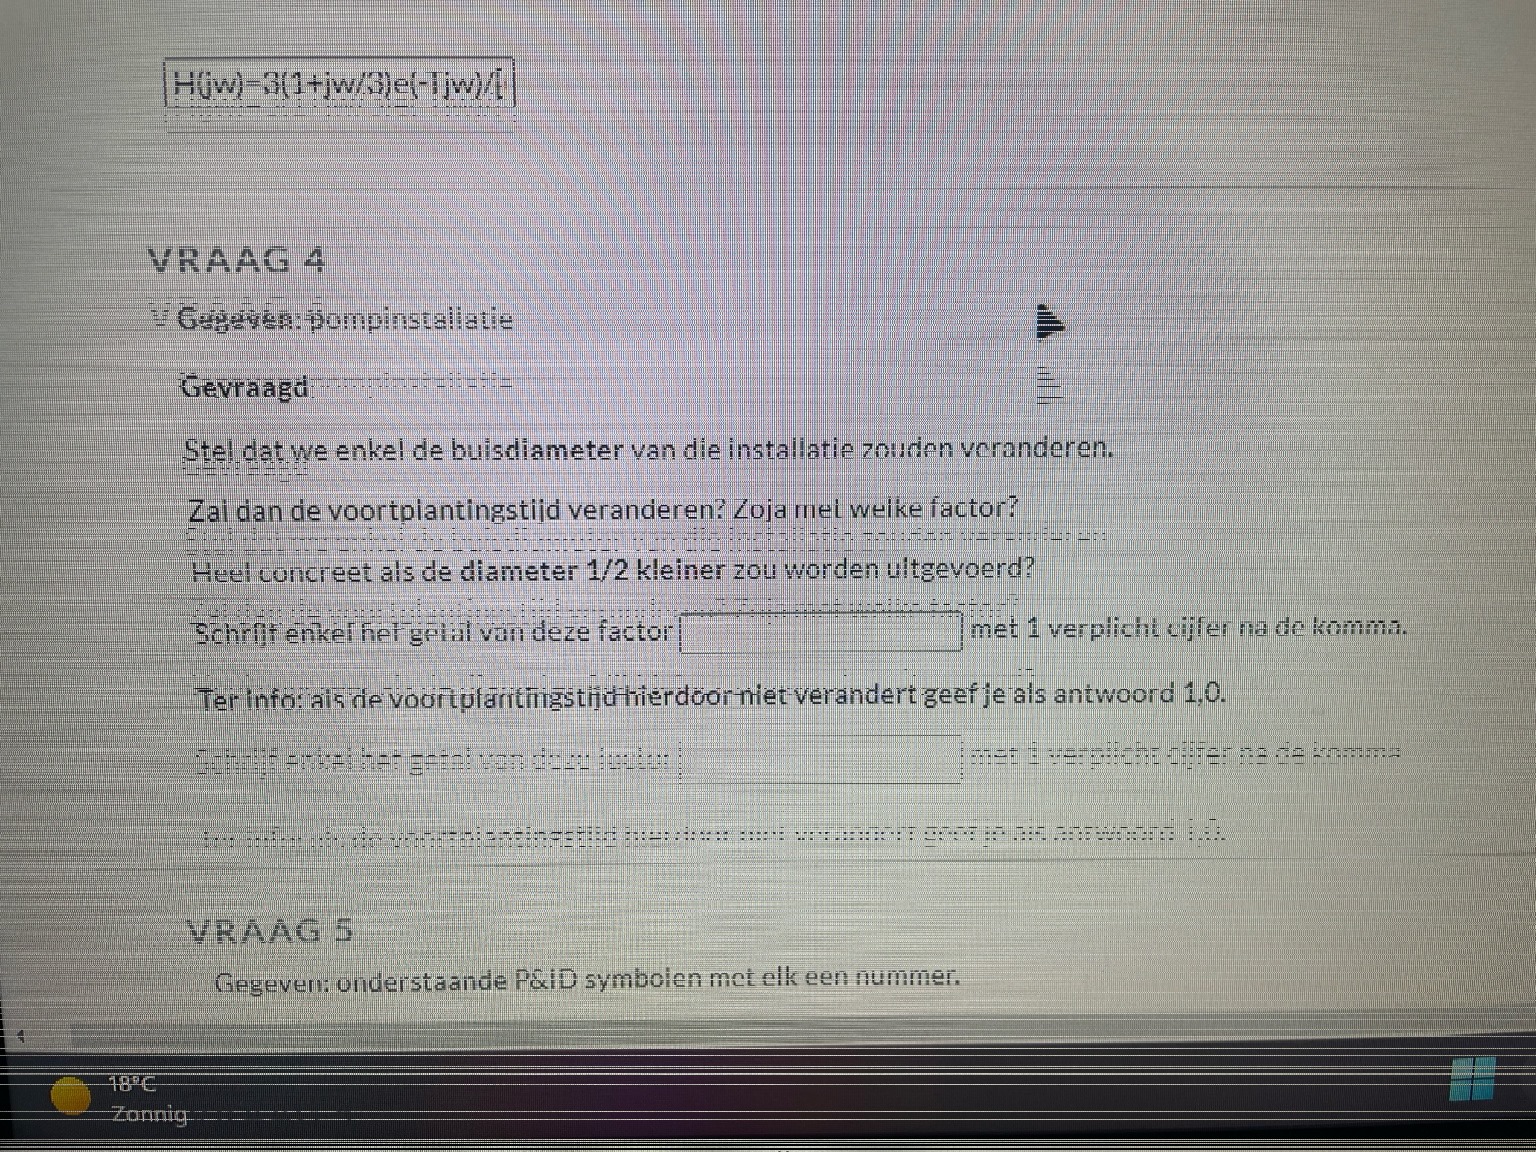 H(jw)=3(1+jw/3)e(-Tjw)/[
VRAAG 4
Gegeven: pompinstallatie
Gevraagd
Stel dat we enkel de buisdiameter van die installatie zouden veranderen.
Zal dan de voortplantingstijd veranderen? Zoja met welke factor?
Heel concreet als de diameter 1/2 kleiner zou worden uitgevoerd?
Schrijf enkel het getal van deze factor met 1 verplicht cijfer na de komma.
Ter info: als de voortplantingstijd hierdoor niet verandert geef je als antwoord 1,0.
VRAAG 5
Gegeven: onderstaande P&ID symbolen met elk een nummer.
18°C
Zonnig